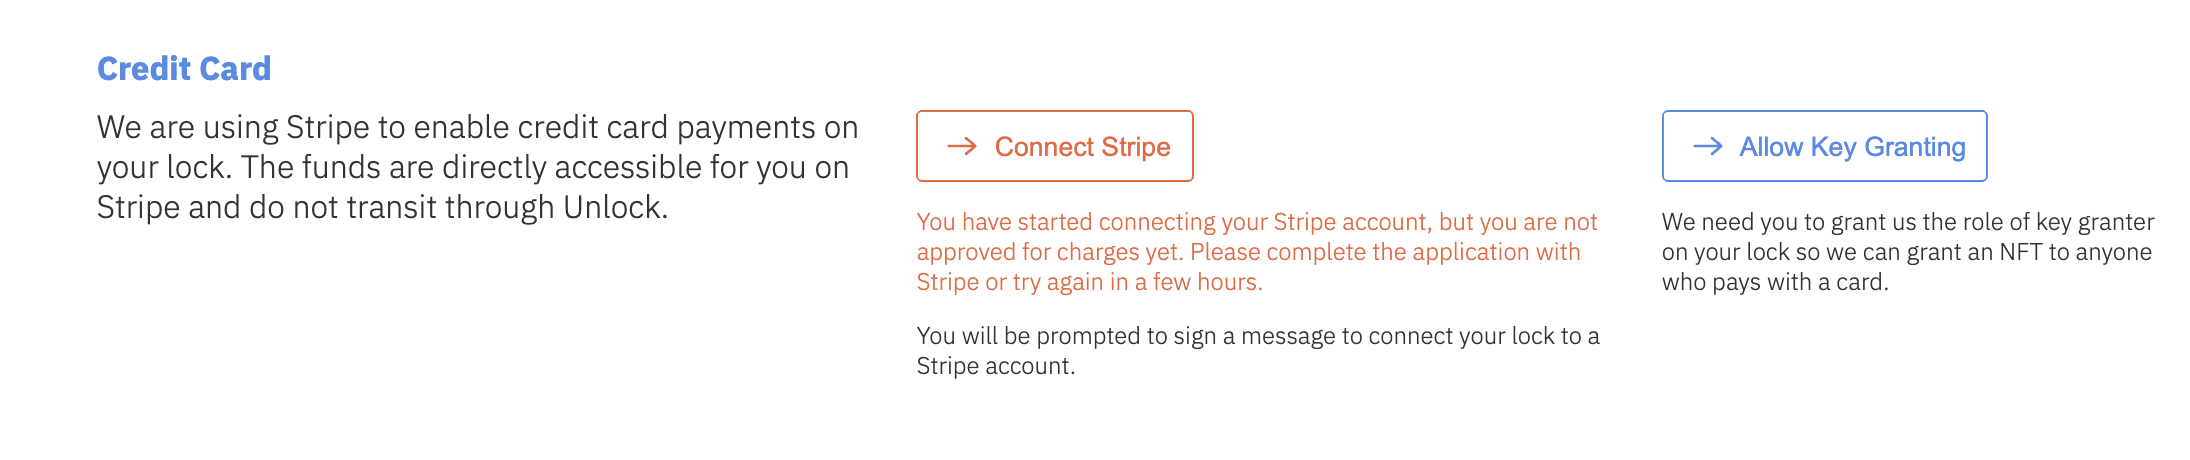 Credit Card
We are using Stripe to enable credit card payments on
your lock. The funds are directly accessible for you on
Stripe and do not transit through Unlock.
→ Connect Stripe
You have started connecting your Stripe account, but you are not
approved for charges yet. Please complete the application with
Stripe or try again in a few hours.
You will be prompted to sign a message to connect your lock to a
Stripe account.
→ Allow Key Granting
We need you to grant us the role of key granter
on your lock so we can grant an NFT to anyone
who pays with a card.